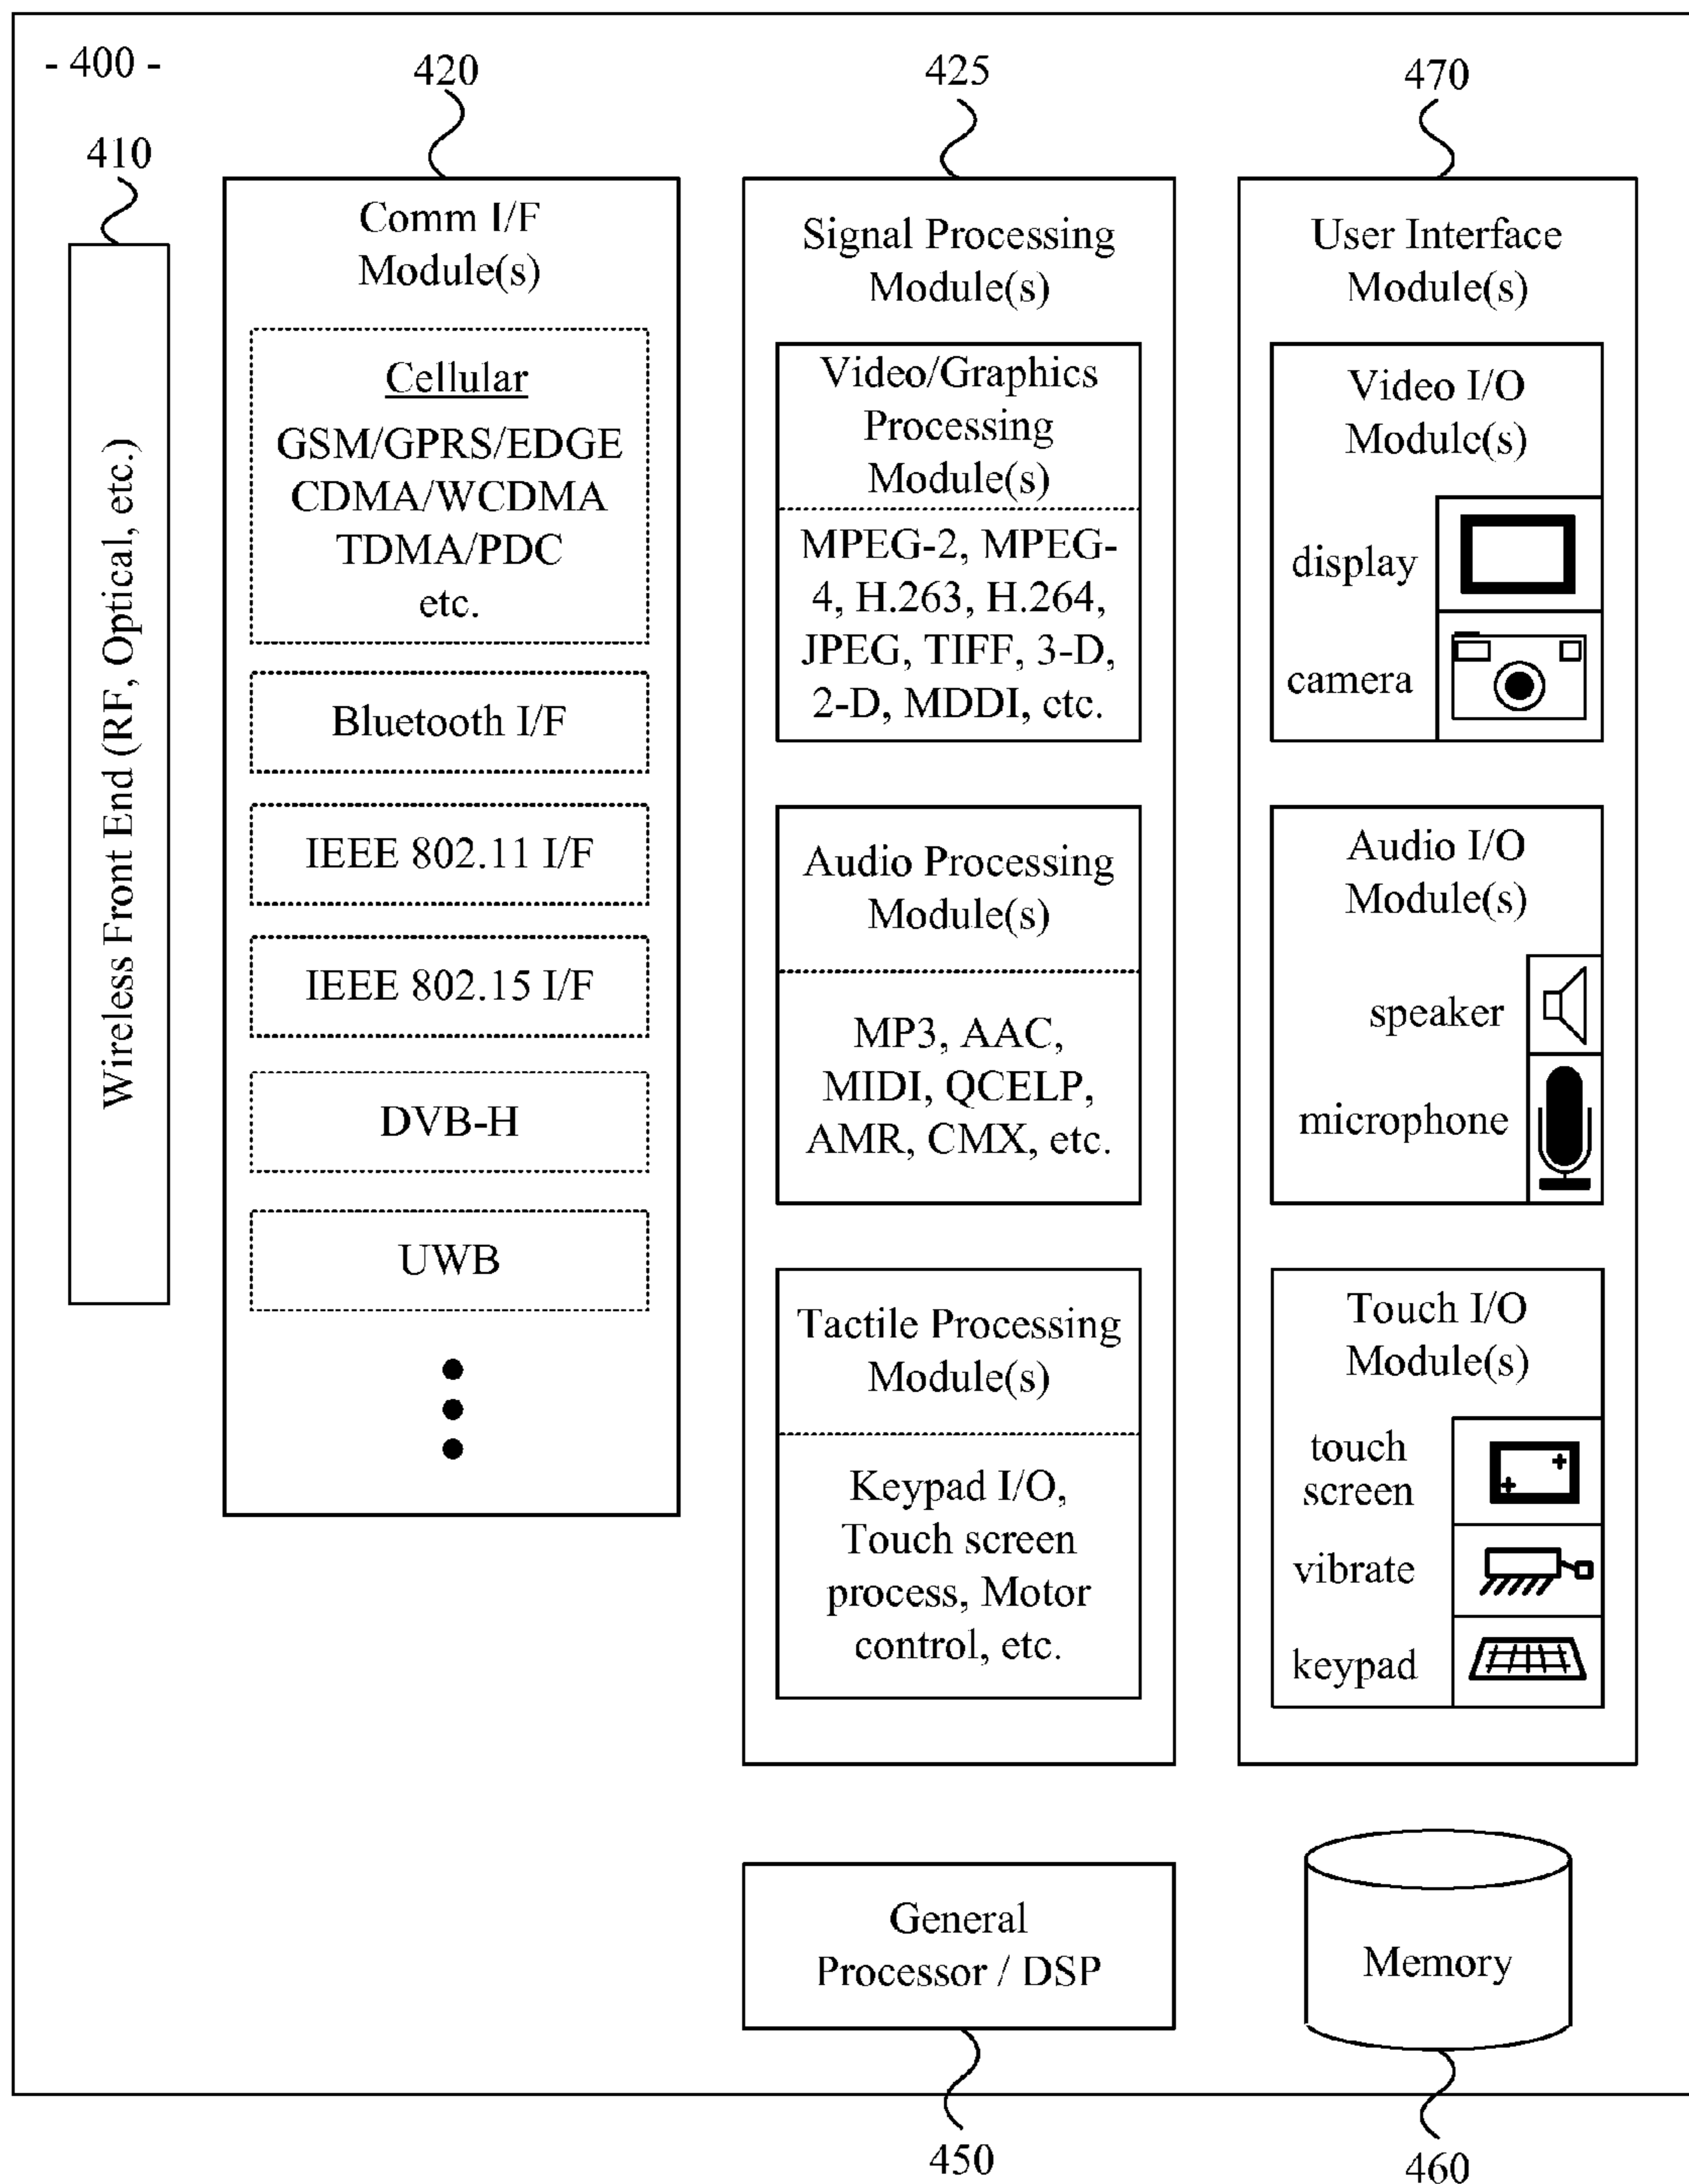 - 400 -
420
425
470
410
Wireless Front End (RF, Optical, etc.)
Comm I/F
Module(s)
Cellular
GSM/GPRS/EDGE
CDMA/WCDMA
TDMA/PDC
etc.
Bluetooth I/F
IEEE 802.11 I/F
IEEE 802.15 I/F
DVB-H
UWB
Signal Processing
Module(s)
Video/Graphics
Processing
Module(s)
MPEG-2, MPEG-
4, H.263, H.264,
JPEG, TIFF, 3-D,
2-D, MDDI, etc.
Audio Processing
Module(s)
MP3, AAC,
MIDI, QCELP,
AMR, CMX, etc.
Tactile Processing
Module(s)
Keypad I/O,
Touch screen
process, Motor
control, etc.
User Interface
Module(s)
Video I/O
Module(s)
display
camera
Audio I/O
Module(s)
speaker
microphone
Touch I/O
Module(s)
touch
screen
vibrate
keypad
General
Processor / DSP
Memory
450
460